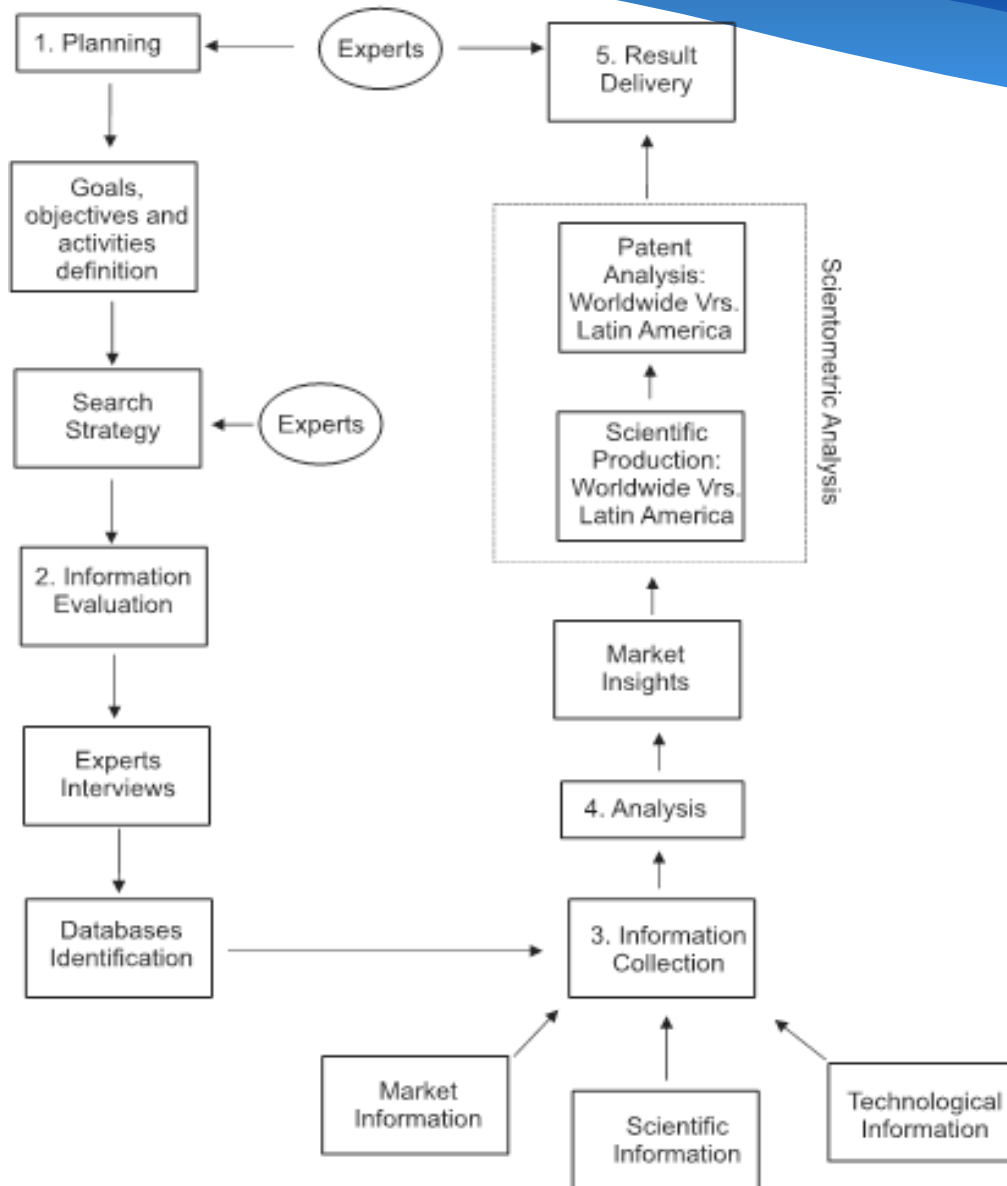 1. Planning
Experts
5. Result
Delivery
Goals,
objectives and
activities
definition
Search
Strategy
Experts
2. Information
Evaluation
Experts
Interviews
Databases
Identification
Patent
Analysis:
Worldwide Vrs.
Latin America
Scientific
Production:
Worldwide Vrs.
Latin America
Scientometric Analysis
Market
Insights
4. Analysis
3. Information
Collection
Market
Information
Scientific
Information
Technological
Information